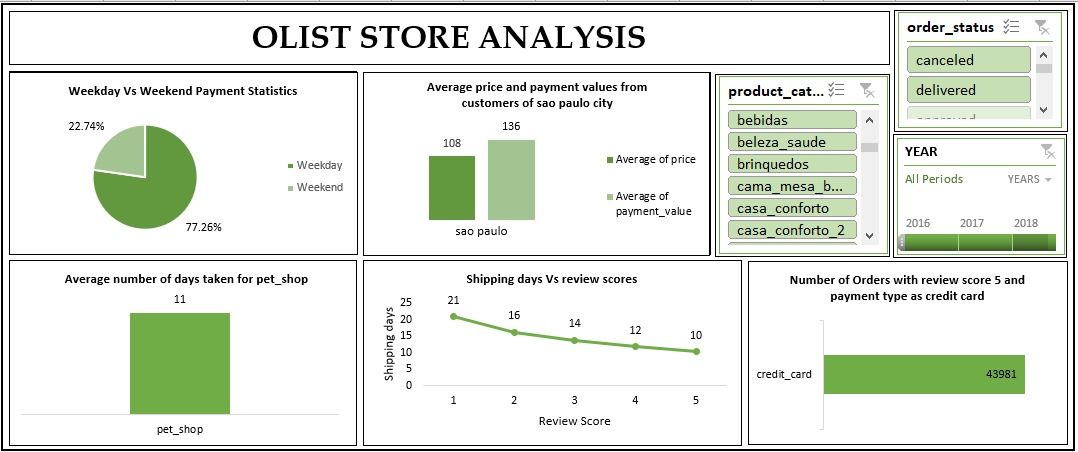 OLIST STORE ANALYSIS
order_status
canceled
delivered
approved
Weekday Vs Weekend Payment Statistics
22.74%
77.26%
Weekday
Weekend
Average price and payment values from
customers of sao paulo city
108
136
sao paulo
Average of price
Average of
payment_value
product_cat...
bebidas
beleza_saude
brinquedos
cama_mesa_b...
casa_conforto
casa_conforto_2
YEAR
All Periods
YEARS
2016
2017
2018
Average number of days taken for pet_shop
11
pet_shop
Shipping days Vs review scores
Shipping days
25
20
15
10
5
0
21
16
14
12
10
1
2
3
4
5
Review Score
Number of Orders with review score 5 and
payment type as credit card
credit_card
43981